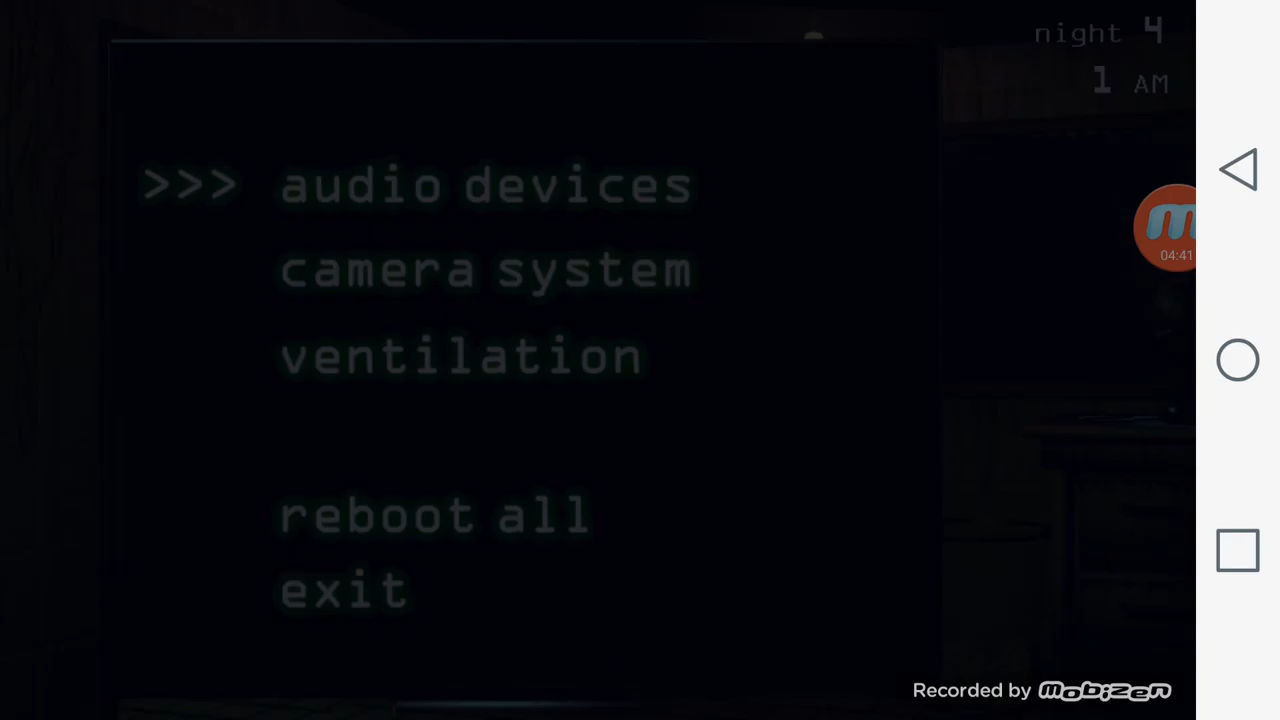 night 4
1 AM
>>> audio devices
camera system
ventilation
reboot all
exit
m
04:41
Recorded by mobizen